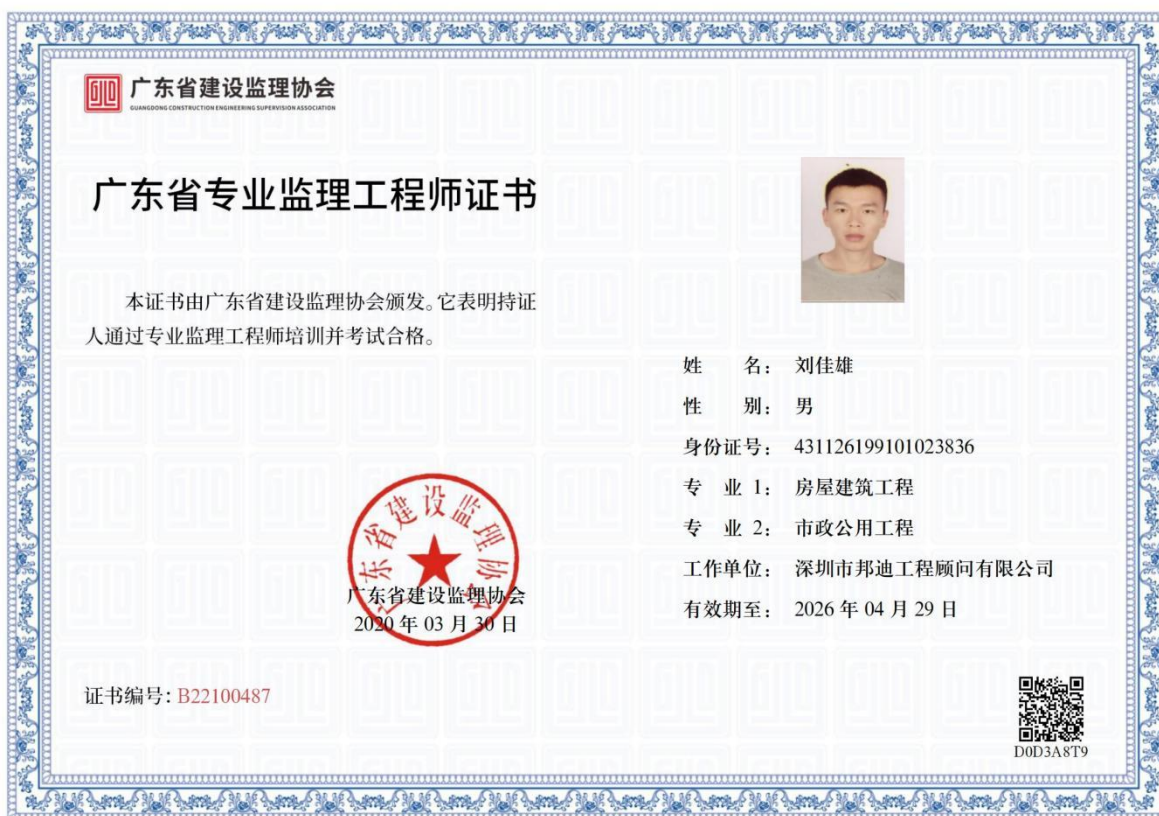 广东省建设监理协会
GUANGDONG CONSTRUCTION ENGINEERING SUPERVISION ASSOCIATION
广东省专业监理工程师证书
本证书由广东省建设监理协会颁发。它表明持证
人通过专业监理工程师培训并考试合格。
姓 名： 刘佳雄
性 别： 男
身份证号： 431126199101023836
专 业 1： 房屋建筑工程
专 业 2： 市政公用工程
工作单位： 深圳市邦迪工程顾问有限公司
有效期至： 2026 年 04 月 29 日
广东省建设监理协会
广东省建设监理协会
2020 年 03 月 30 日
证书编号：B22100487
D0D3A8T9